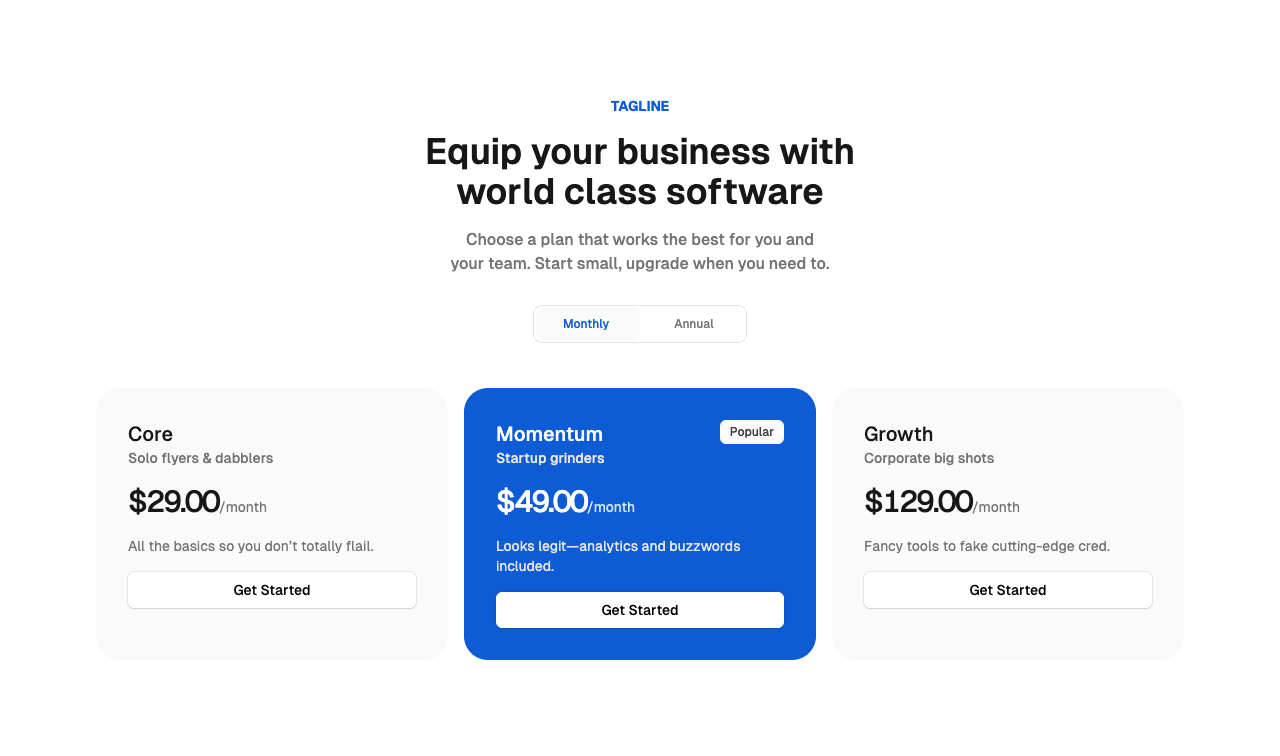 TAGLINE
Equip your business with
world class software
Choose a plan that works the best for you and
your team. Start small, upgrade when you need to.
Monthly
Annual
Core
Solo flyers & dabblers
$29.00/month
All the basics so you don’t totally flail.
Get Started
Momentum
Popular
Startup grinders
$49.00/month
Looks legit—analytics and buzzwords
included.
Get Started
Growth
Corporate big shots
$129.00/month
Fancy tools to fake cutting-edge cred.
Get Started